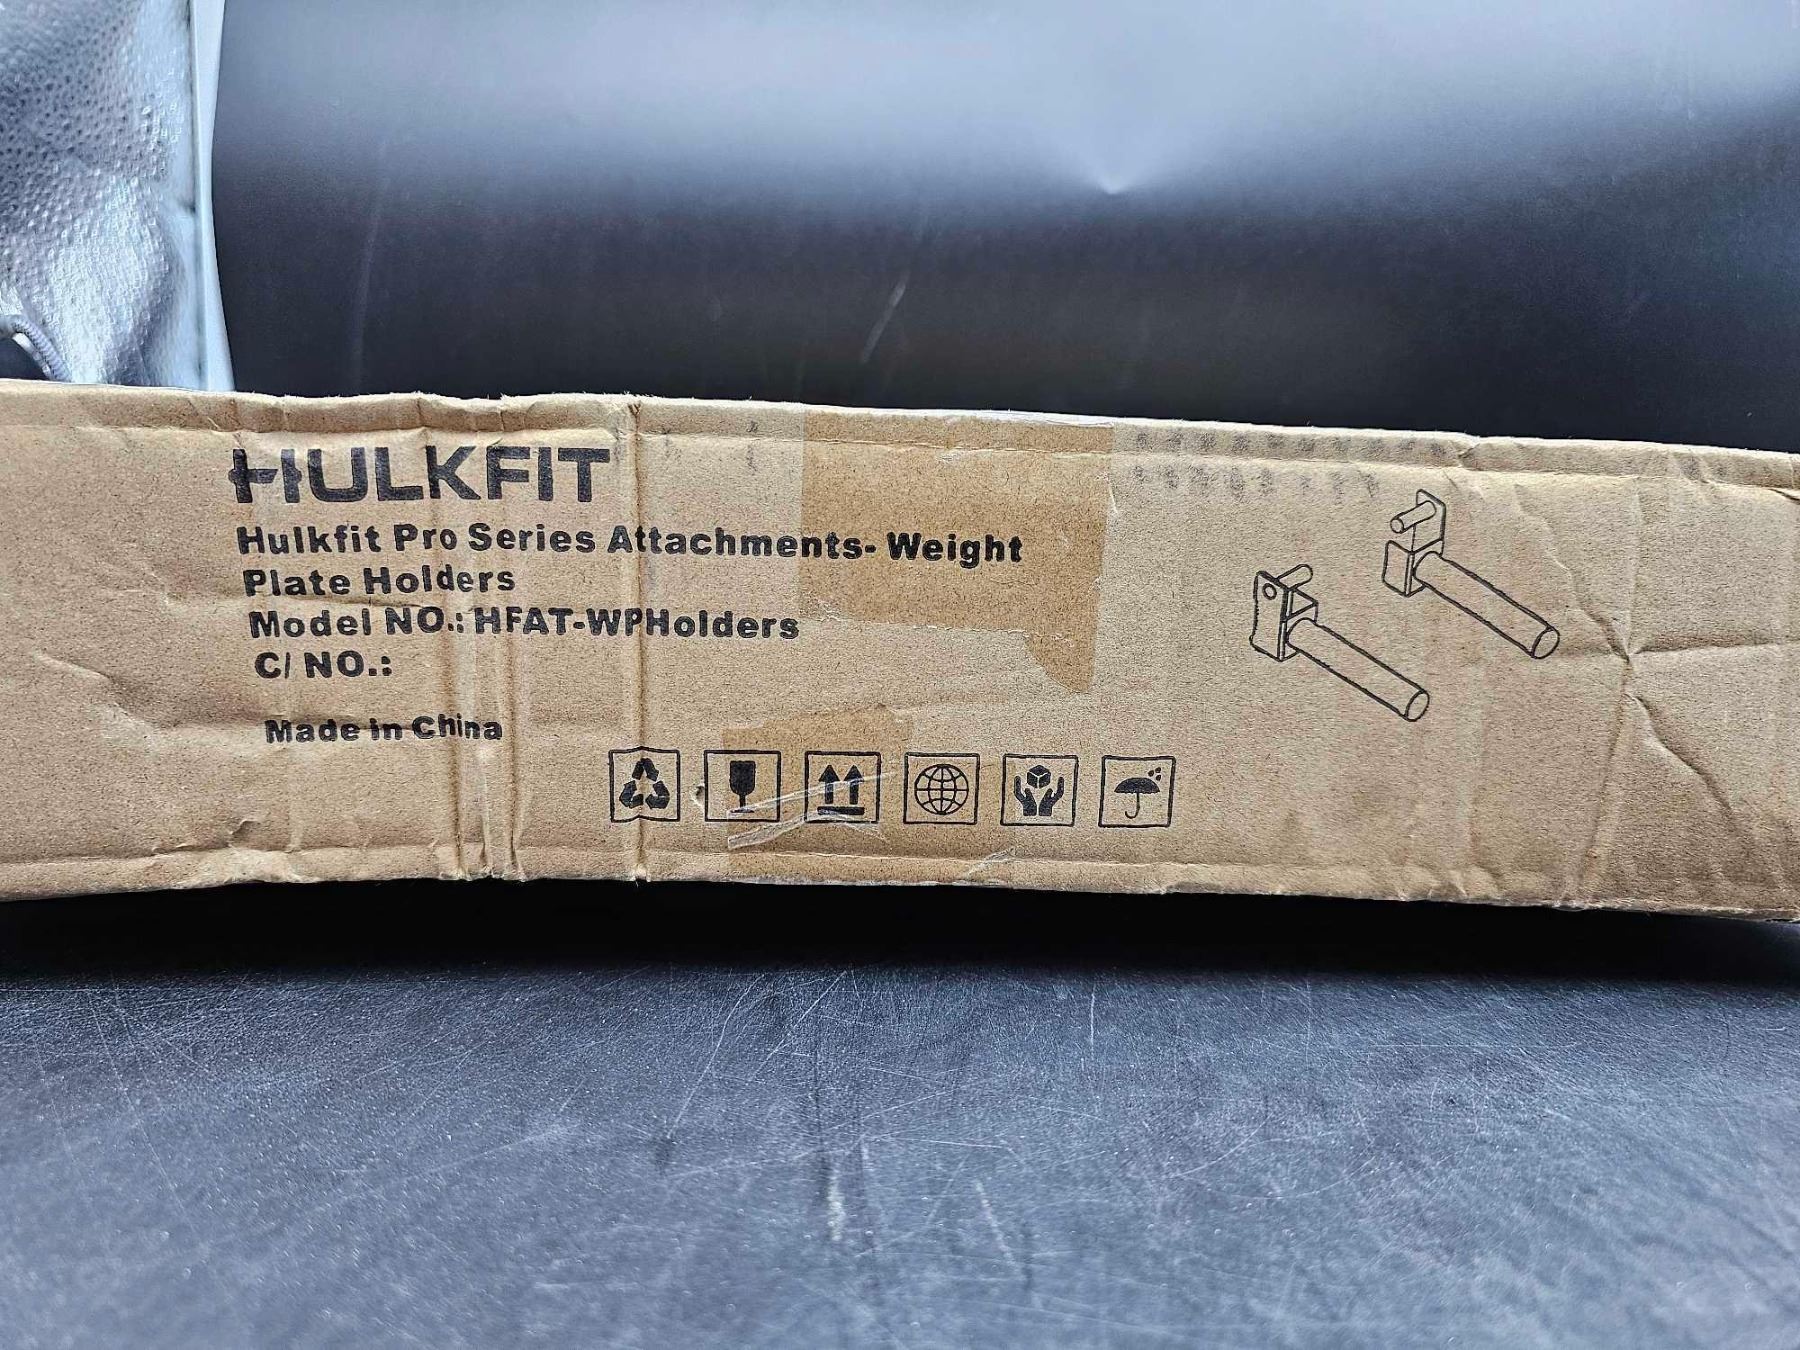 HULKFIT
Hulkfit Pro Series Attachments- Weight
Plate Holders
Model NO.: HFAT-WPHolders
C/ NO.:
Made in China